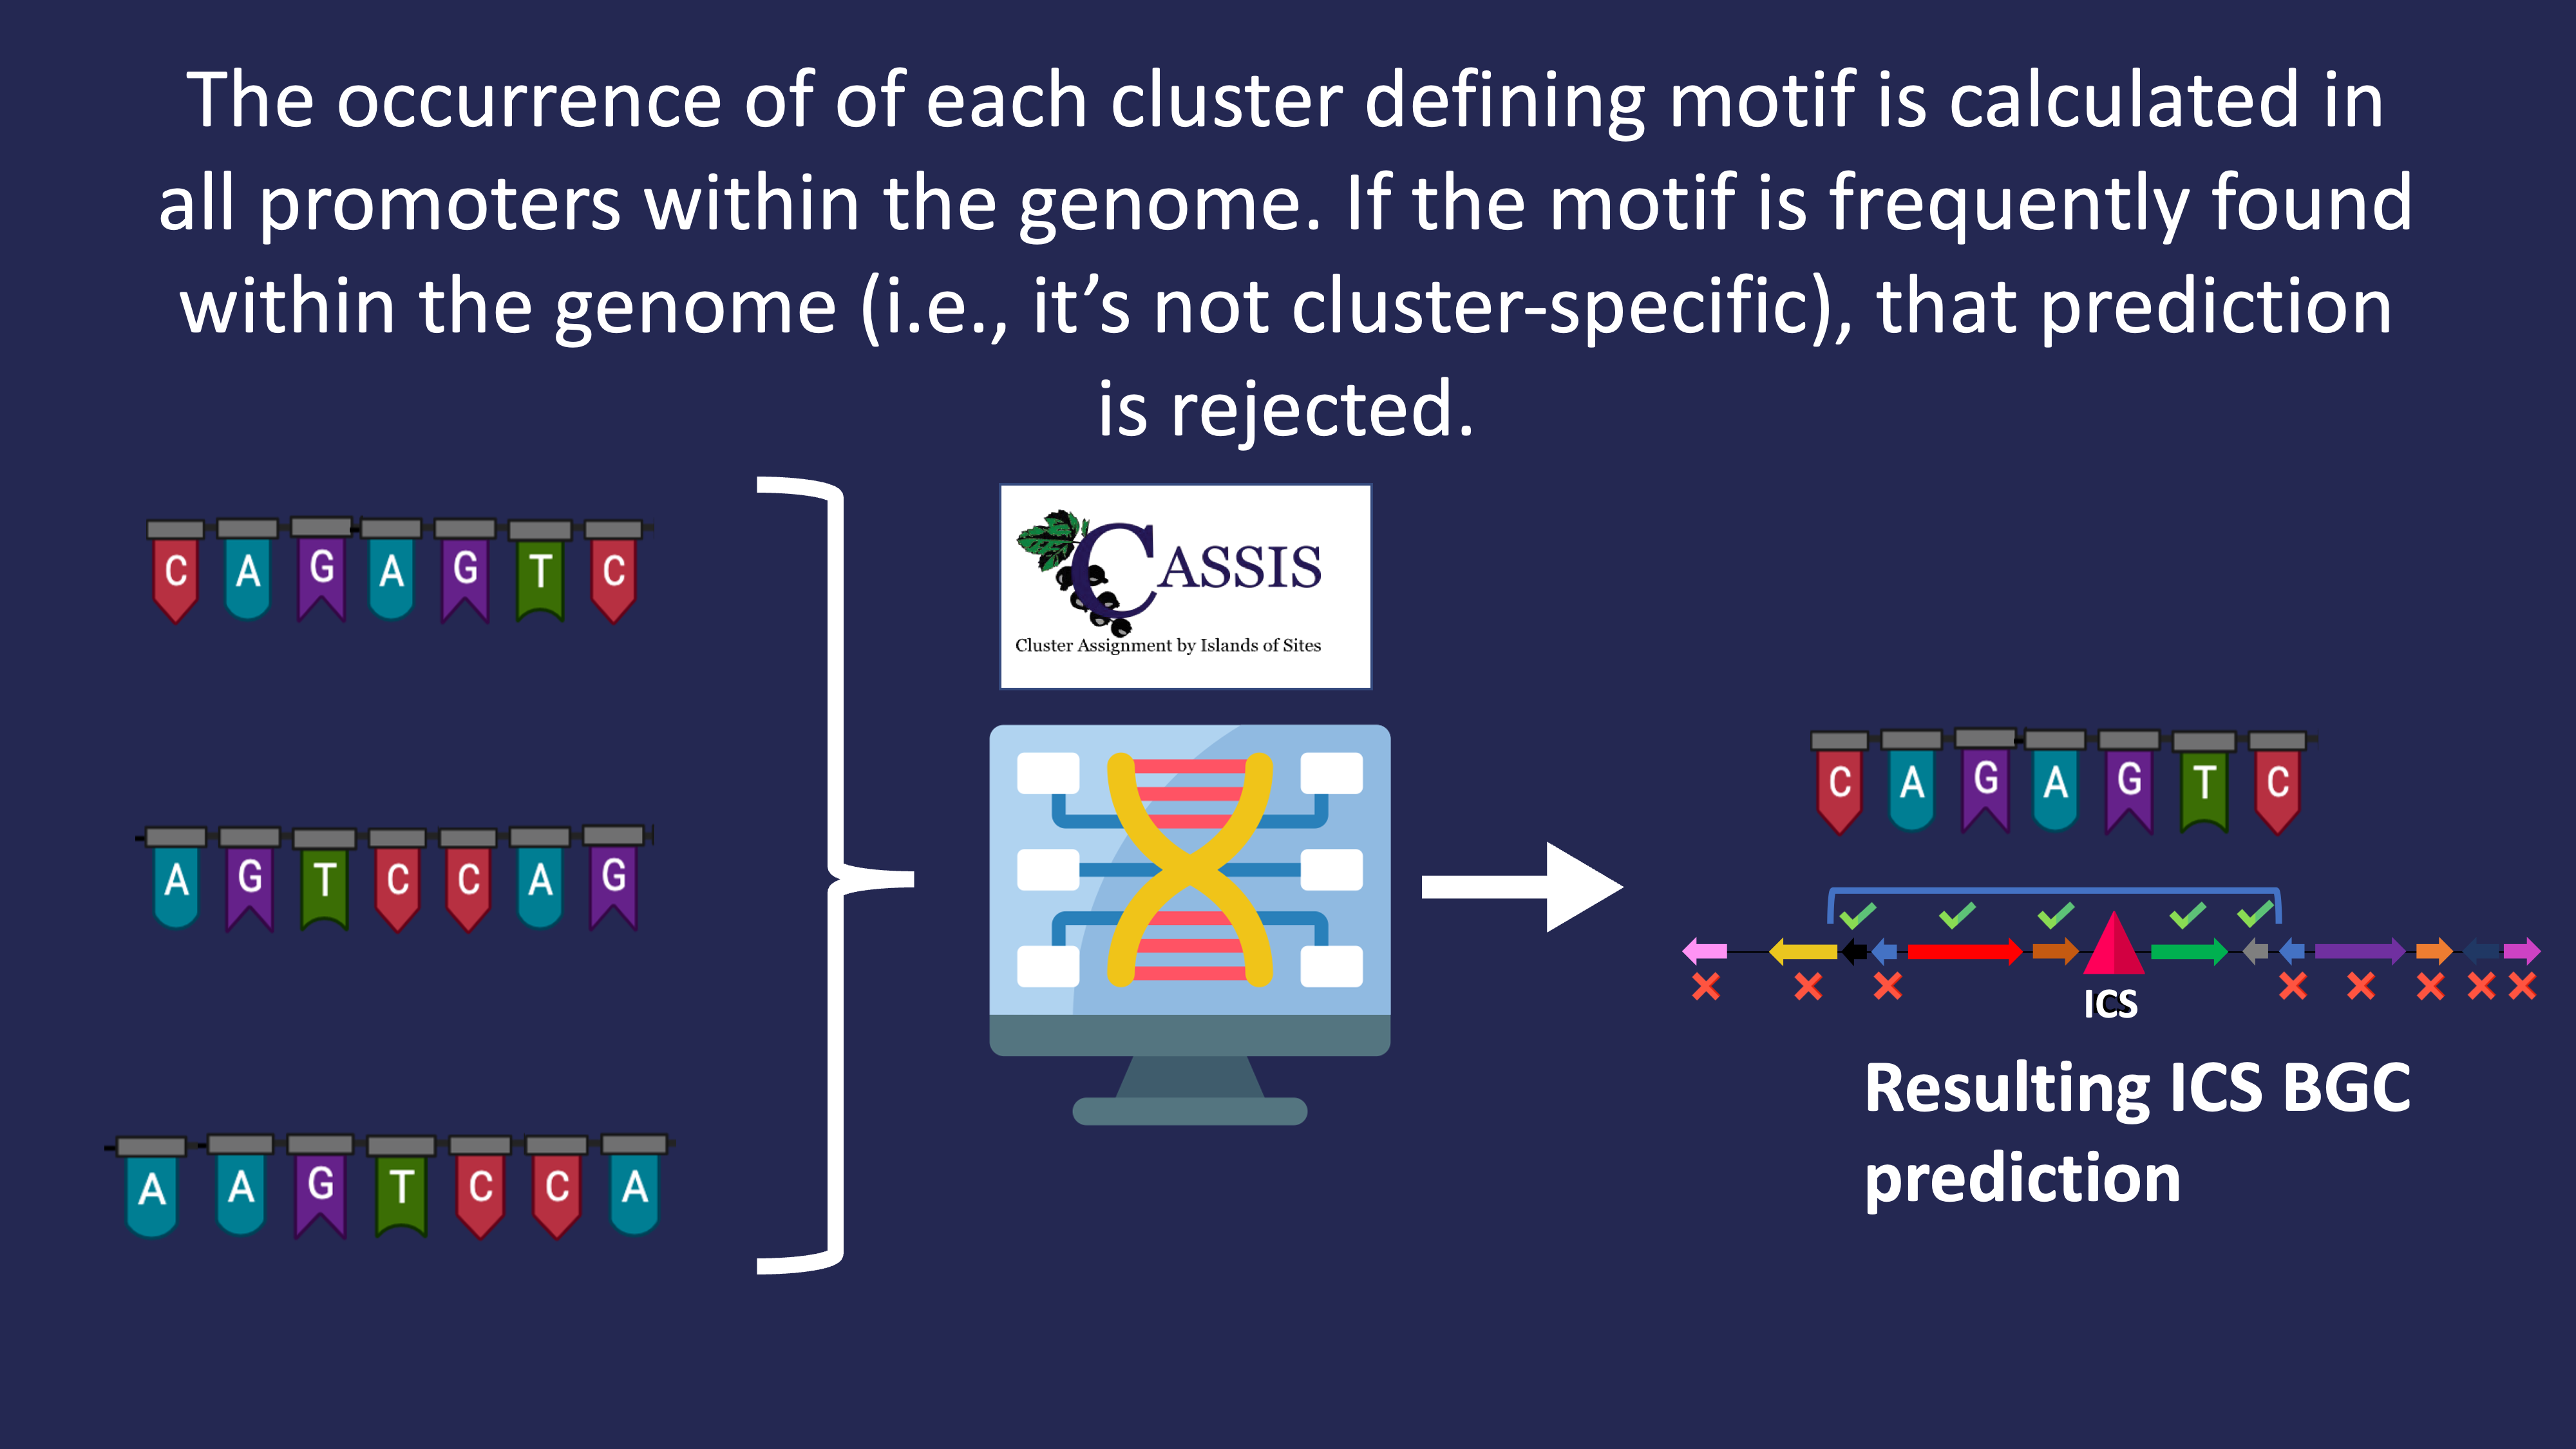 The occurrence of of each cluster defining motif is calculated in
all promoters within the genome. If the motif is frequently found
within the genome (i.e., it’s not cluster-specific), that prediction
is rejected.
C A G A G T C
A G T C C A G
A A G T C C A
CASSIS
Cluster Assignment by Islands of Sites
C A G A G T C
ICS
Resulting ICS BGC
prediction